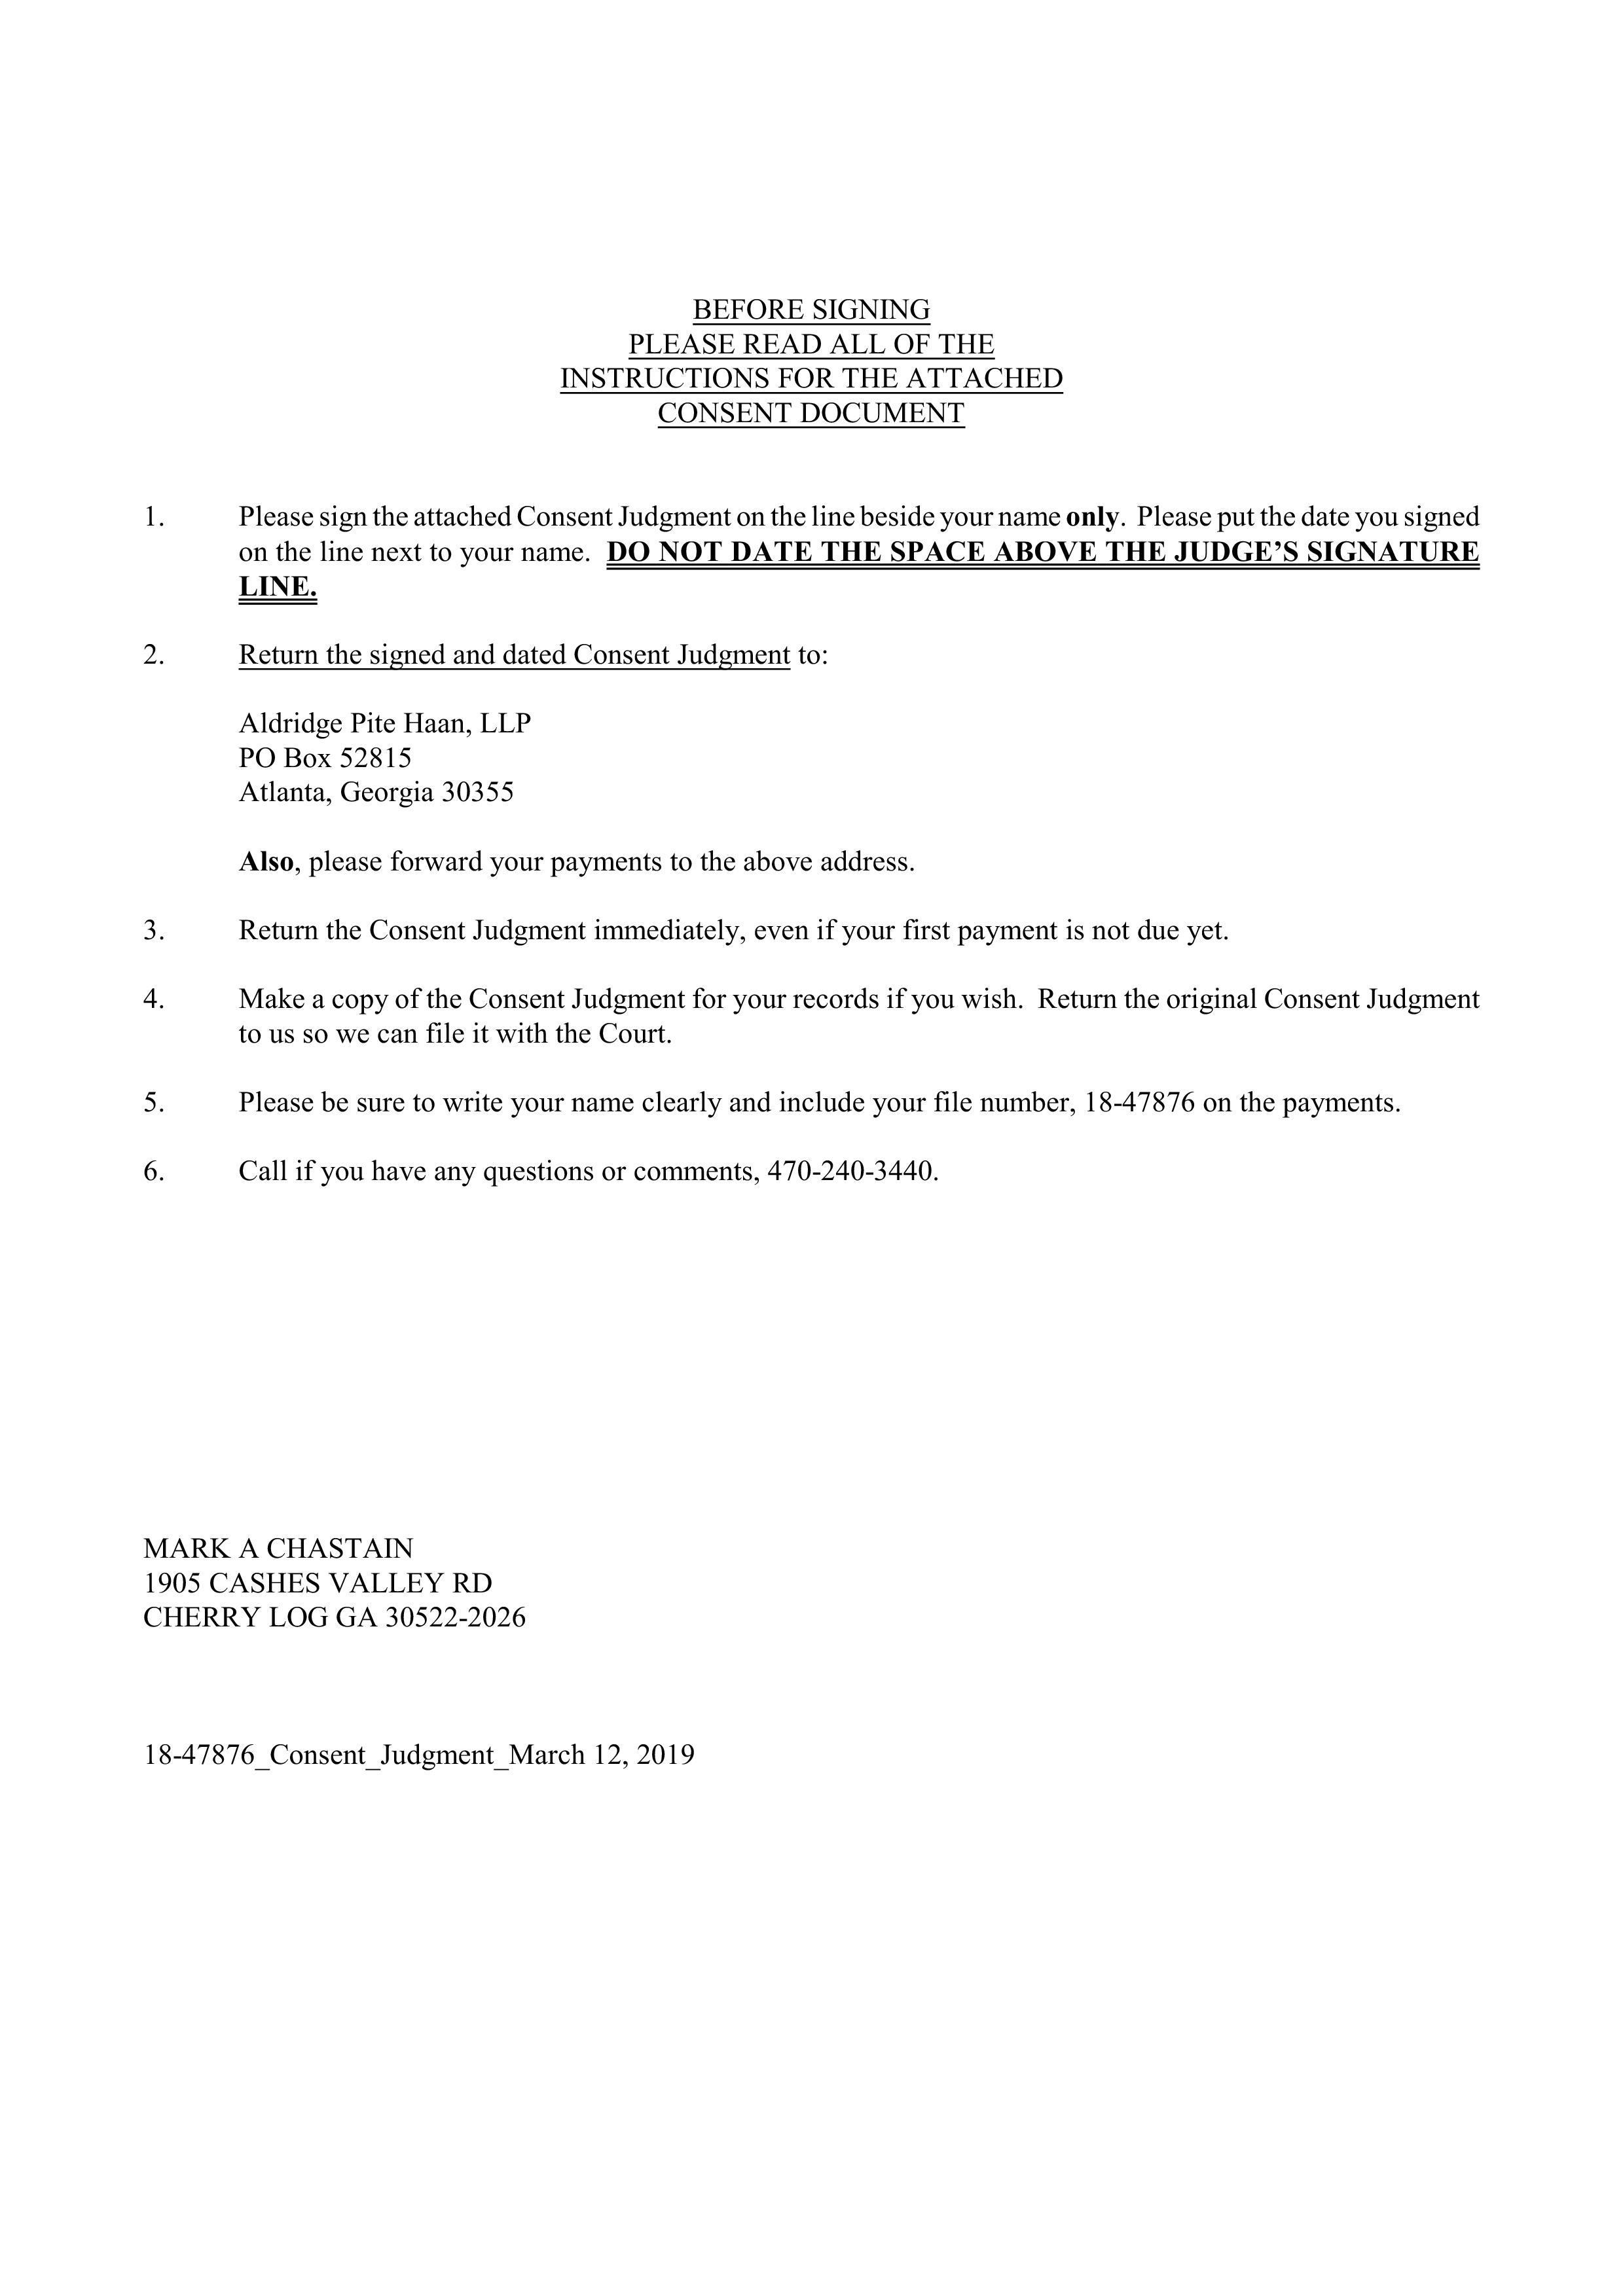 BEFORE SIGNING
PLEASE READ ALL OF THE
INSTRUCTIONS FOR THE ATTACHED
CONSENT DOCUMENT
1. Please sign the attached Consent Judgment on the line beside your name only. Please put the date you signed
on the line next to your name. DO NOT DATE THE SPACE ABOVE THE JUDGE’S SIGNATURE
LINE.
2. Return the signed and dated Consent Judgment to:
Aldridge Pite Haan, LLP
PO Box 52815
Atlanta, Georgia 30355
Also, please forward your payments to the above address.
3. Return the Consent Judgment immediately, even if your first payment is not due yet.
4. Make a copy of the Consent Judgment for your records if you wish. Return the original Consent Judgment
to us so we can file it with the Court.
5. Please be sure to write your name clearly and include your file number, 18-47876 on the payments.
6. Call if you have any questions or comments, 470-240-3440.
MARK A CHASTAIN
1905 CASHES VALLEY RD
CHERRY LOG GA 30522-2026
18-47876_Consent_Judgment_March 12, 2019